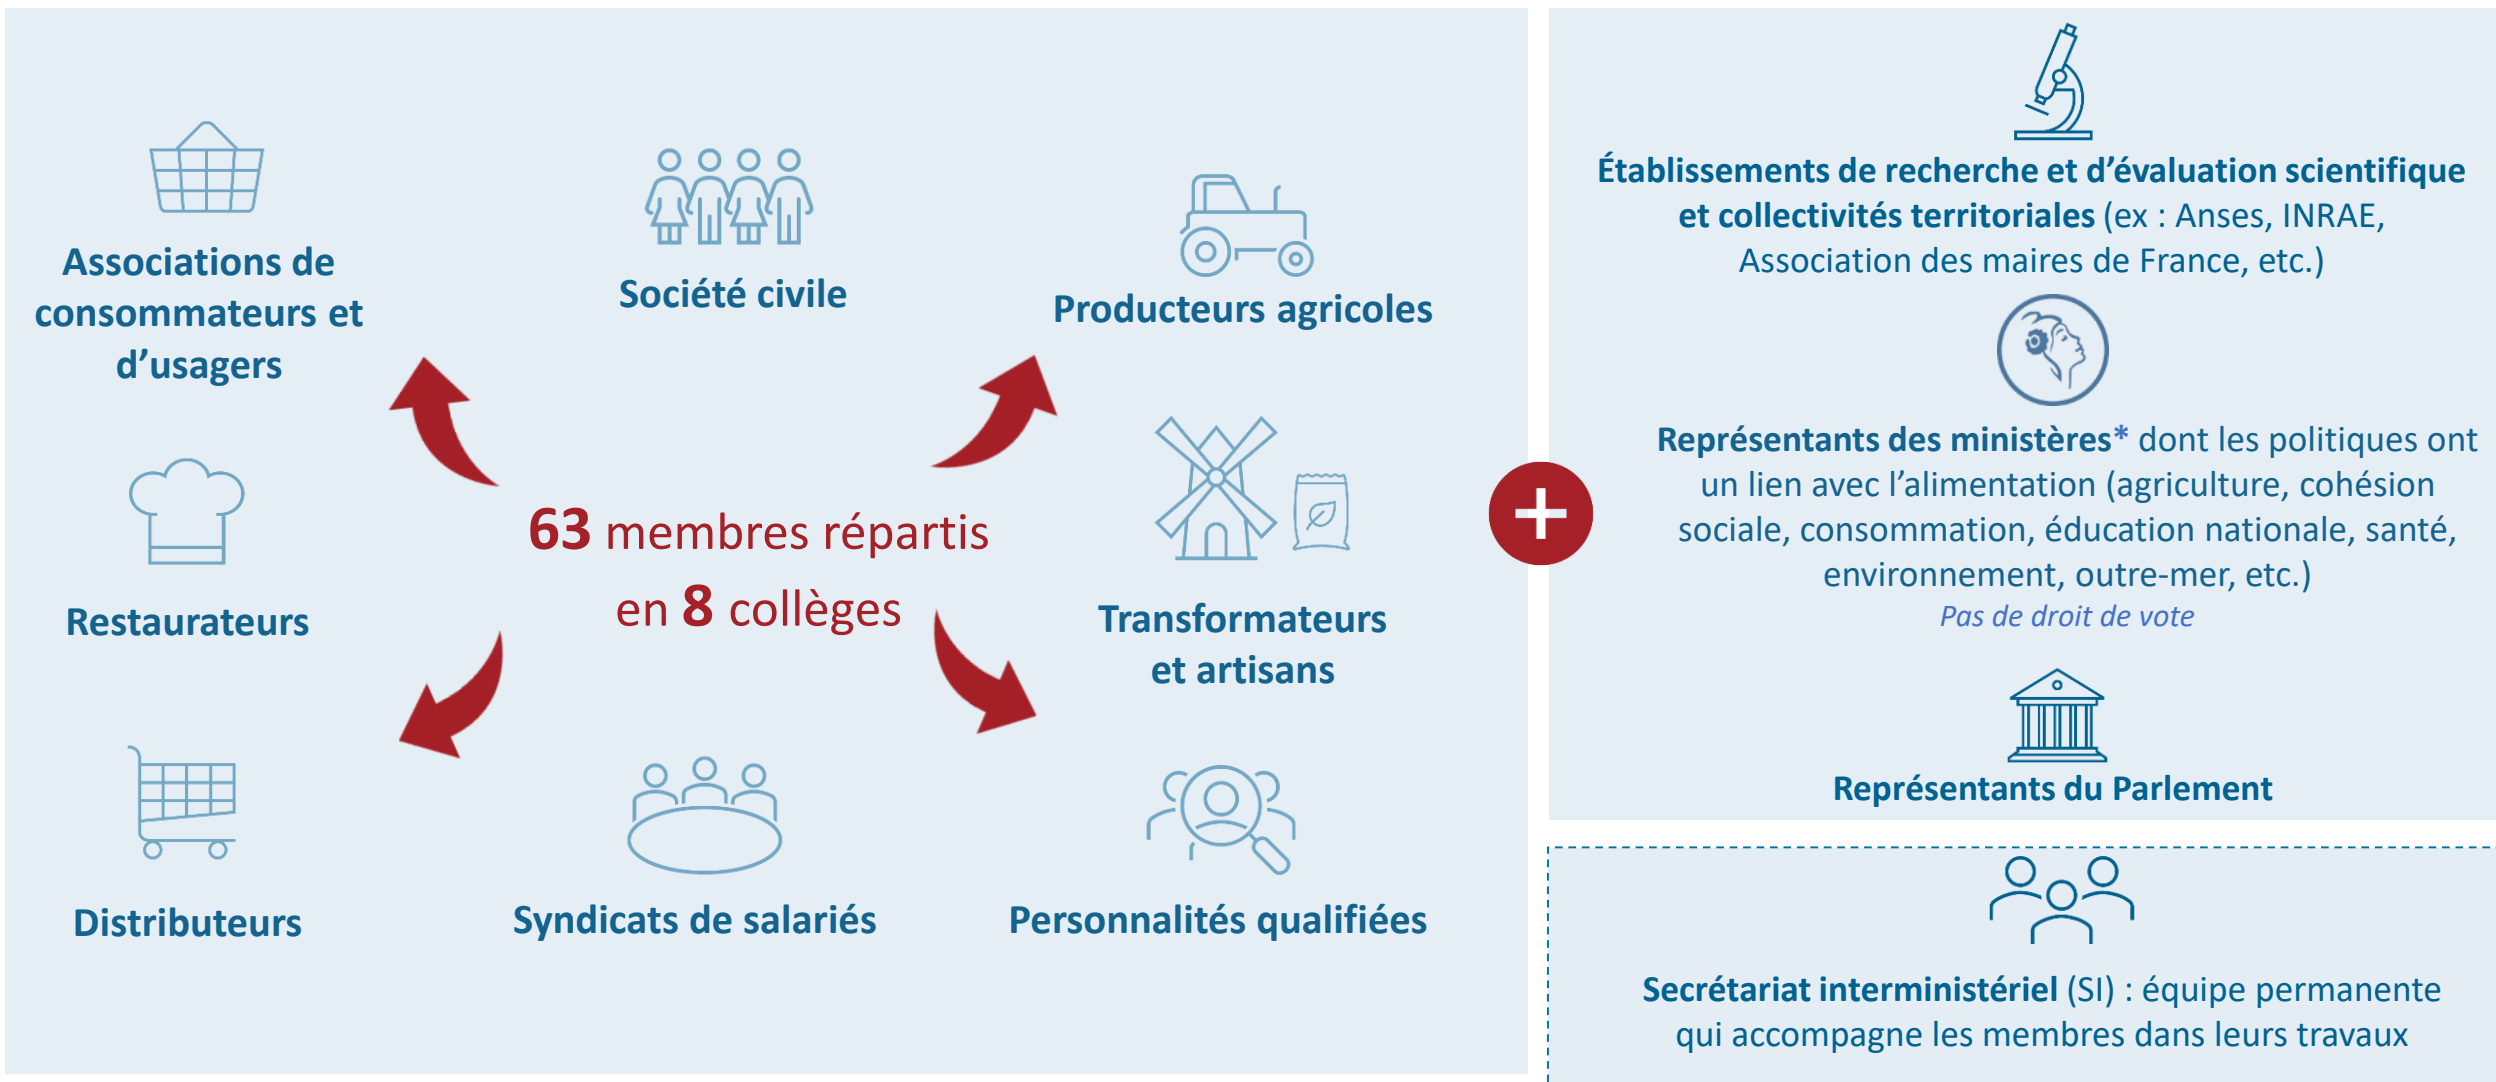 Associations de
consommateurs et
d’usagers
Société civile
Producteurs agricoles
Restaurateurs
63 membres répartis
en 8 collèges
Transformateurs
et artisans
Distributeurs
Syndicats de salariés
Personnalités qualifiées
+
Établissements de recherche et d’évaluation scientifique
et collectivités territoriales (ex : Anses, INRAE,
Association des maires de France, etc.)
Représentants des ministères* dont les politiques ont
un lien avec l’alimentation (agriculture, cohésion
sociale, consommation, éducation nationale, santé,
environnement, outre-mer, etc.)
Pas de droit de vote
Représentants du Parlement
Secrétariat interministériel (SI) : équipe permanente
qui accompagne les membres dans leurs travaux